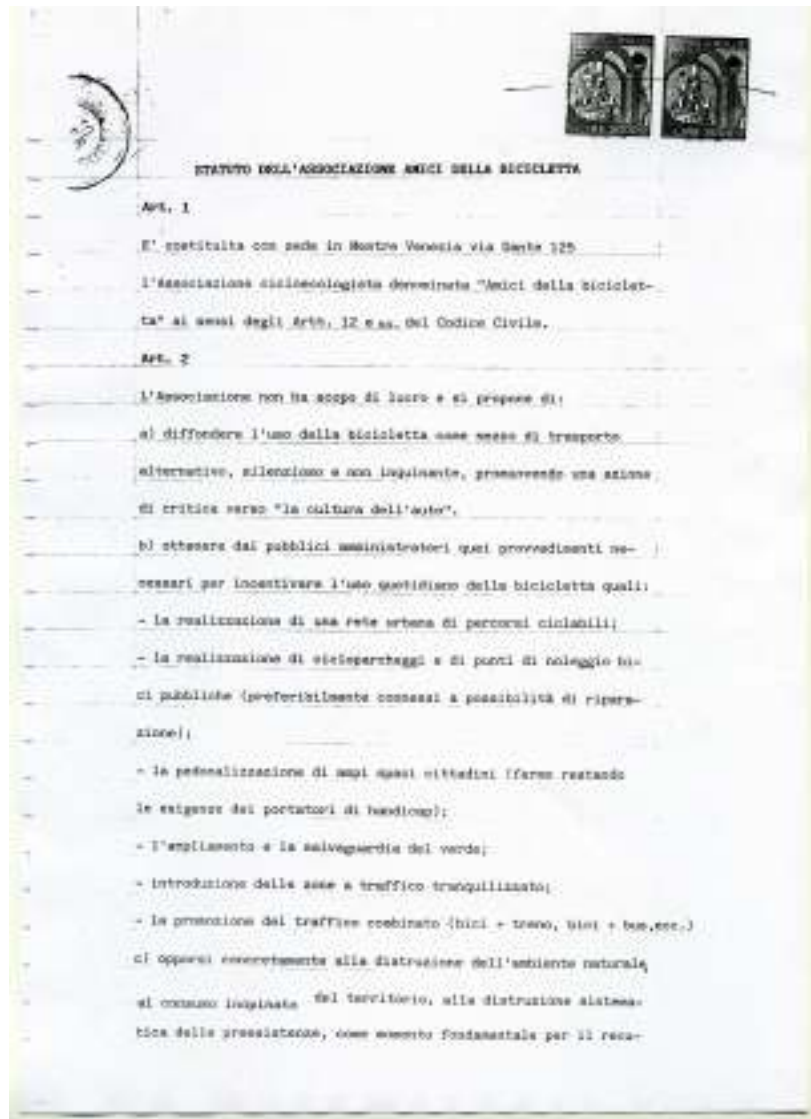 STATUTO DELL'ASSOCIAZIONE AMICI DELLA BICICLETTA
Art. 1
E' costituita con sede in Mestre Venezia via Dante 125
l'Associazione cicloecologista denominata "Amici della biciclet-
ta" ai sensi degli Artt. 12 e ss. del Codice Civile.
Art. 2
L'Associazione non ha scopo di lucro e si propone di:
a) diffondere l'uso della bicicletta come mezzo di trasporto
alternativo, silenzioso e non inquinante, promuovendo una azione
di critica verso "la cultura dell'auto".
b) ottenere dai pubblici amministratori quei provvedimenti ne-
cessari per incentivare l'uso quotidiano della bicicletta quali:
- la realizzazione di una rete urbana di percorsi ciclabili;
- la realizzazione di cicloparcheggi e di punti di noleggio bi-
ci pubbliche (preferibilmente connessi a possibilità di ripara-
zione);
- la pedonalizzazione di ampi spazi cittadini (fermo restando
le esigenze dei portatori di handicap);
- l'ampliamento e la salvaguardia del verde;
- introduzione delle zone a traffico tranquillizzato;
- la promozione del traffico combinato (bici + treno, bici + bus,ecc.)
c) opporsi concretamente alla distruzione dell'ambiente naturale,
al consumo inopinato del territorio, alla distruzione sistema-
tica delle preesistenze, come momento fondamentale per il recu-